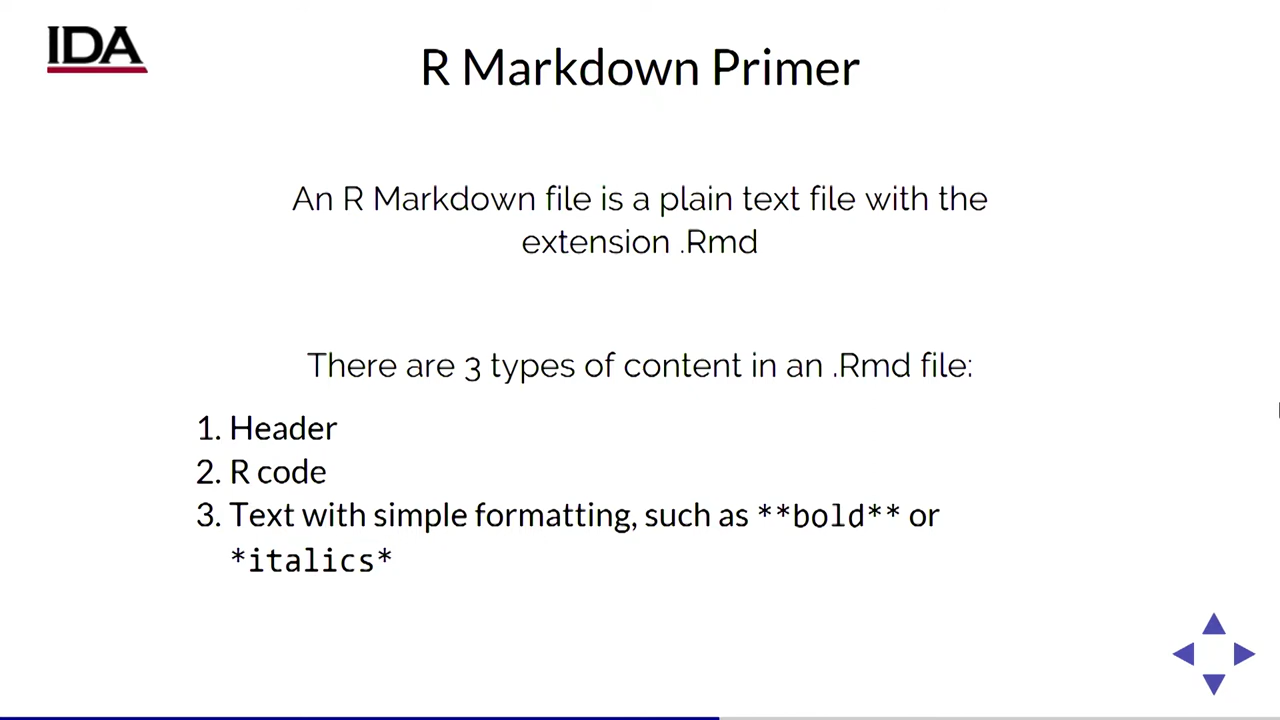 IDA
R Markdown Primer
An R Markdown file is a plain text file with the
extension .Rmd
There are 3 types of content in an .Rmd file:
1. Header
2. R code
3. Text with simple formatting, such as **bold** or
*italics*